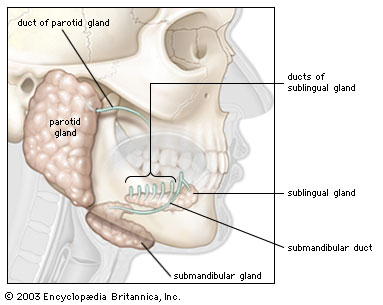 duct of parotid gland
ducts of
sublingual gland
parotid
gland
sublingual gland
submandibular duct
submandibular gland
© 2003 Encyclopædia Britannica, Inc.